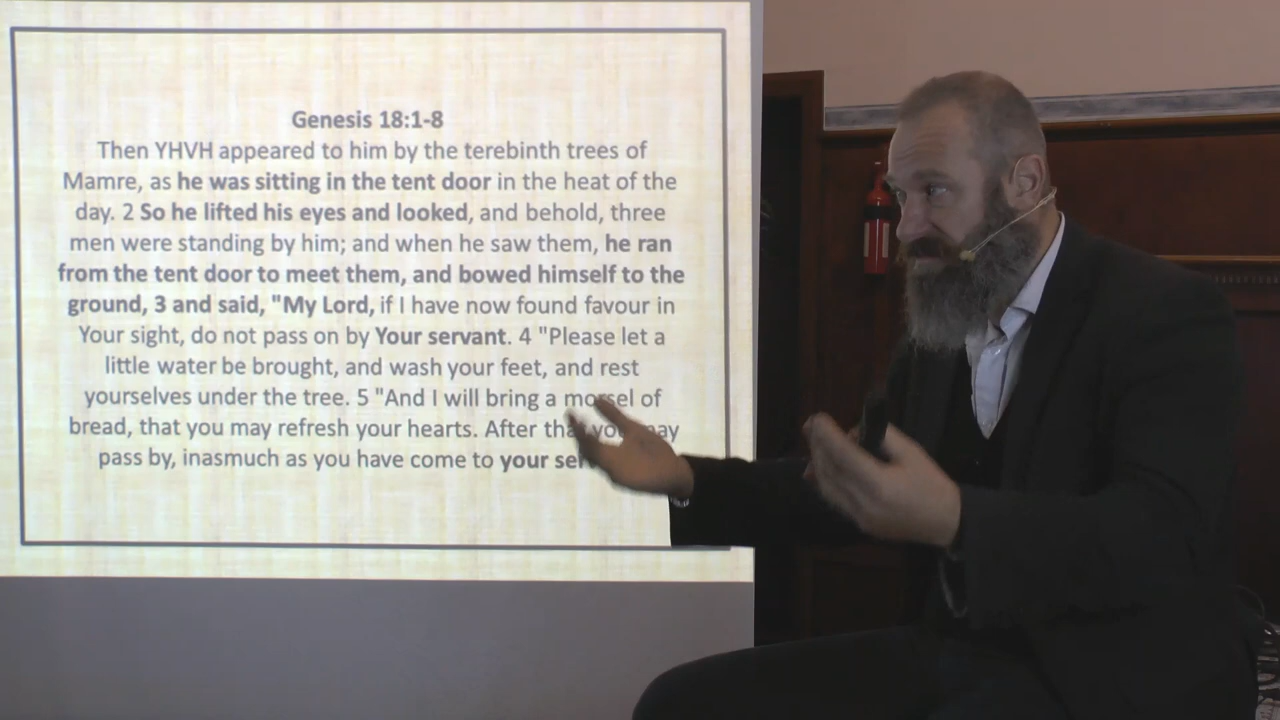 Genesis 18:1-8
Then YHVH appeared to him by the terebinth trees of
Mamre, as he was sitting in the tent door in the heat of the
day. 2 So he lifted his eyes and looked, and behold, three
men were standing by him; and when he saw them, he ran
from the tent door to meet them, and bowed himself to the
ground, 3 and said, "My Lord, if I have now found favour in
Your sight, do not pass on by Your servant. 4 "Please let a
little water be brought, and wash your feet, and rest
yourselves under the tree. 5 "And I will bring a morsel of
bread, that you may refresh your hearts. After that you may
pass by, inasmuch as you have come to your